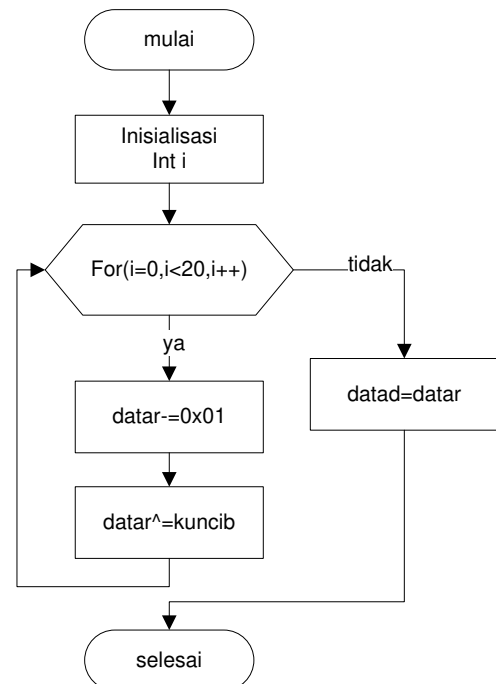 mulai
Inisialisasi
Int i
For(i=0,i<20,i++)
tidak
ya
datar-=0x01
datad=datar
datar^=kuncib
selesai